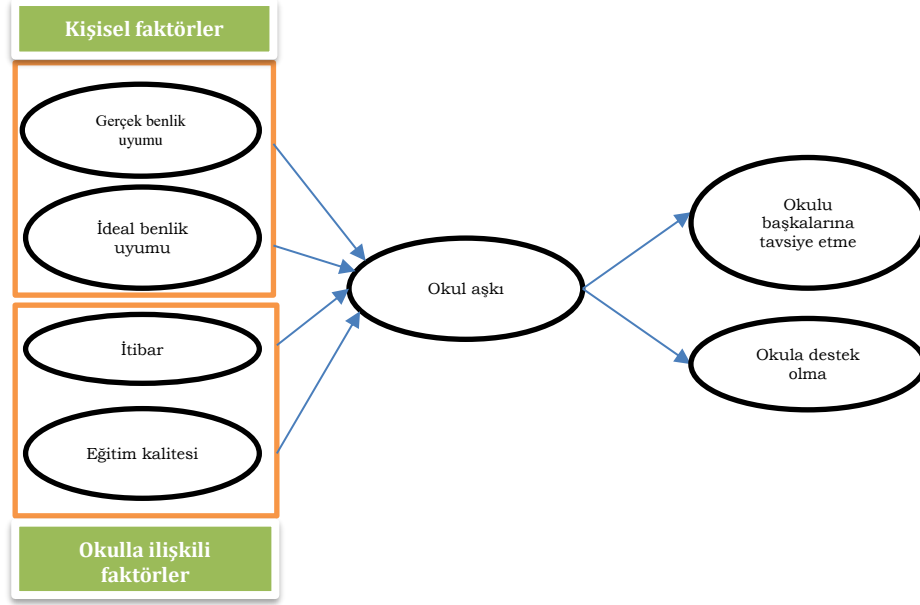 Kişisel faktörler
Gerçek benlik
uyumu
İdeal benlik
uyumu
İtibar
Eğitim kalitesi
Okulla ilişkili
faktörler
Okul aşkı
Okulu
başkalarına
tavsiye etme
Okula destek
olma